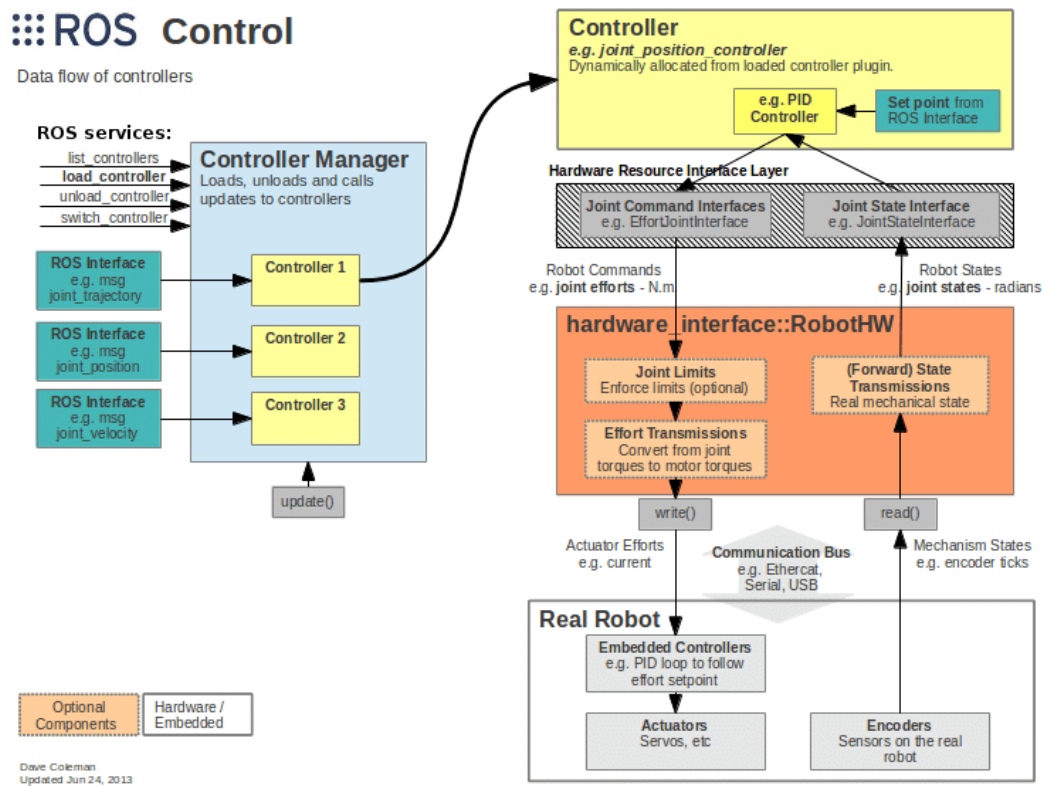 ROS Control
Data flow of controllers
ROS services:
list_controllers
load_controller
unload_controller
switch_controller
Controller Manager
Loads, unloads and calls
updates to controllers
ROS Interface
e.g. msg
joint_trajectory
Controller 1
ROS Interface
e.g. msg
joint_position
Controller 2
ROS Interface
e.g. msg
joint_velocity
Controller 3
update()
Controller
e.g. joint_position_controller
Dynamically allocated from loaded controller plugin.
e.g. PID
Controller
Set point from
ROS Interface
Hardware Resource Interface Layer
Joint Command Interfaces
e.g. EffortJointInterface
Joint State Interface
e.g. JointStateInterface
Robot Commands
e.g. joint efforts - N.m
Robot States
e.g. joint states - radians
hardware_interface::RobotHW
Joint Limits
Enforce limits (optional)
Effort Transmissions
Convert from joint
torques to motor torques
(Forward) State
Transmissions
Real mechanical state
write()
read()
Actuator Efforts
e.g. current
Communication Bus
e.g. Ethercat,
Serial, USB
Mechanism States
e.g. encoder ticks
Real Robot
Embedded Controllers
e.g. PID loop to follow
effort setpoint
Actuators
Servos, etc
Encoders
Sensors on the real
robot
Optional
Components
Hardware /
Embedded
Dave Coleman
Updated Jun 24, 2013